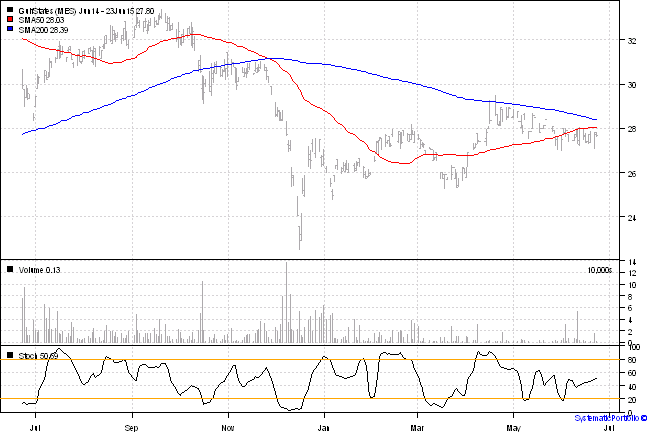 GulfStates (MES) Jun14 - 23Jun15 27.80
SMA50 28.03
SMA200 28.39
32
30
28
26
24
Volume 0.13
10,000s
14
12
10
8
6
4
2
0
Stoch
100
80
60
40
20
0
Jul Sep Nov Jan Mar May Jul
SystematicPortfolio ©